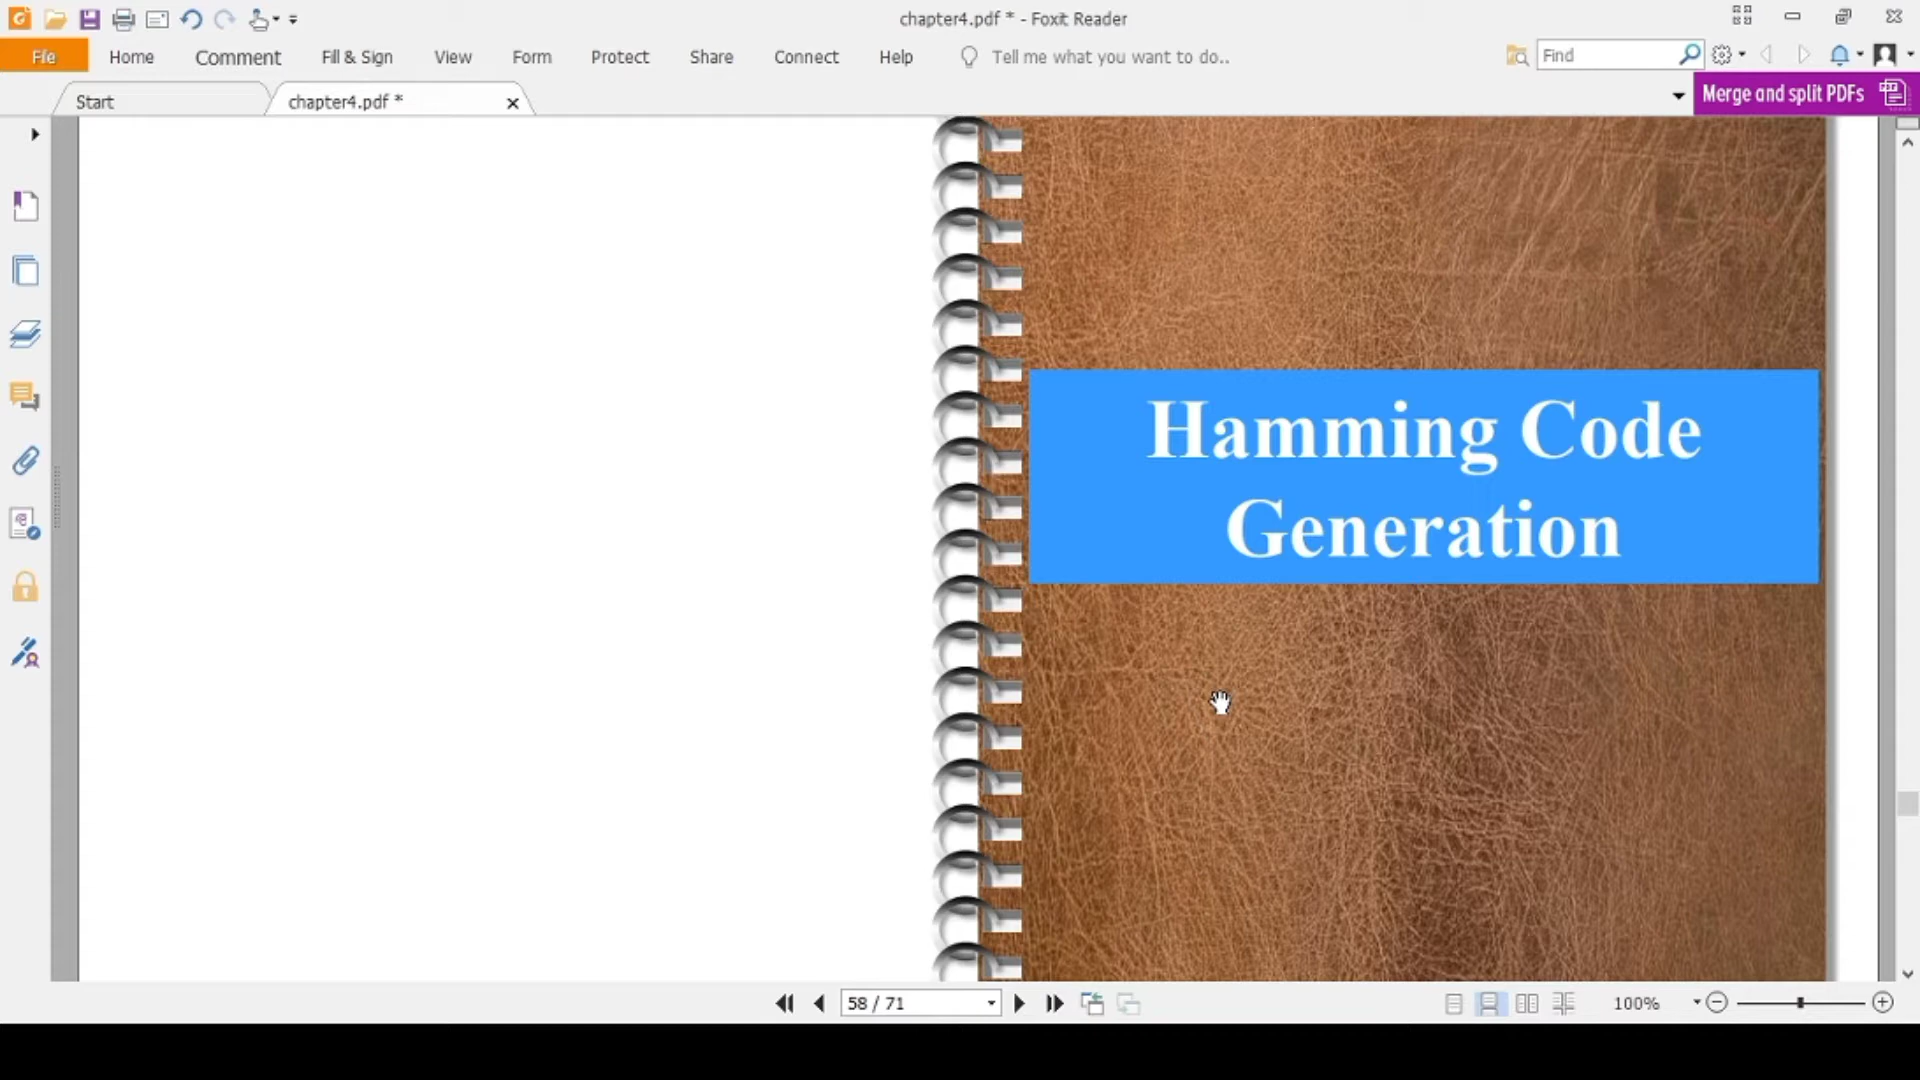 chapter4.pdf * - Foxit Reader
File Home Comment Fill & Sign View Form Protect Share Connect Help Tell me what you want to do.. Find
Start chapter4.pdf * Merge and split PDFs
Hamming Code
Generation
58 / 71 100%